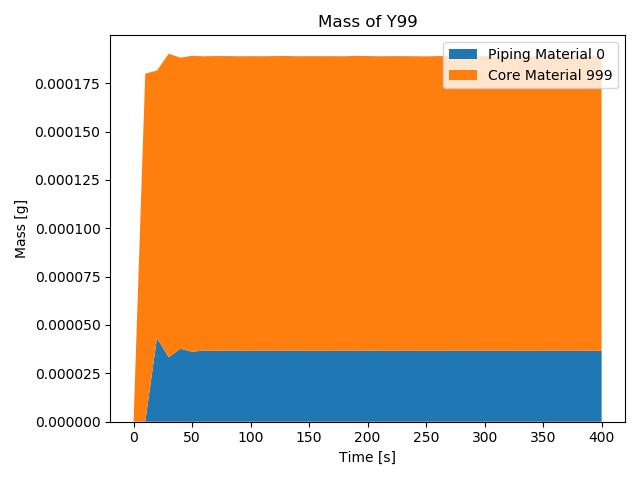 Mass of Y99
Piping Material 0
Core Material 999
0.000175
0.000150
0.000125
0.000100
0.000075
0.000050
0.000025
0.000000
Mass [g]
0 50 100 150 200 250 300 350 400
Time [s]